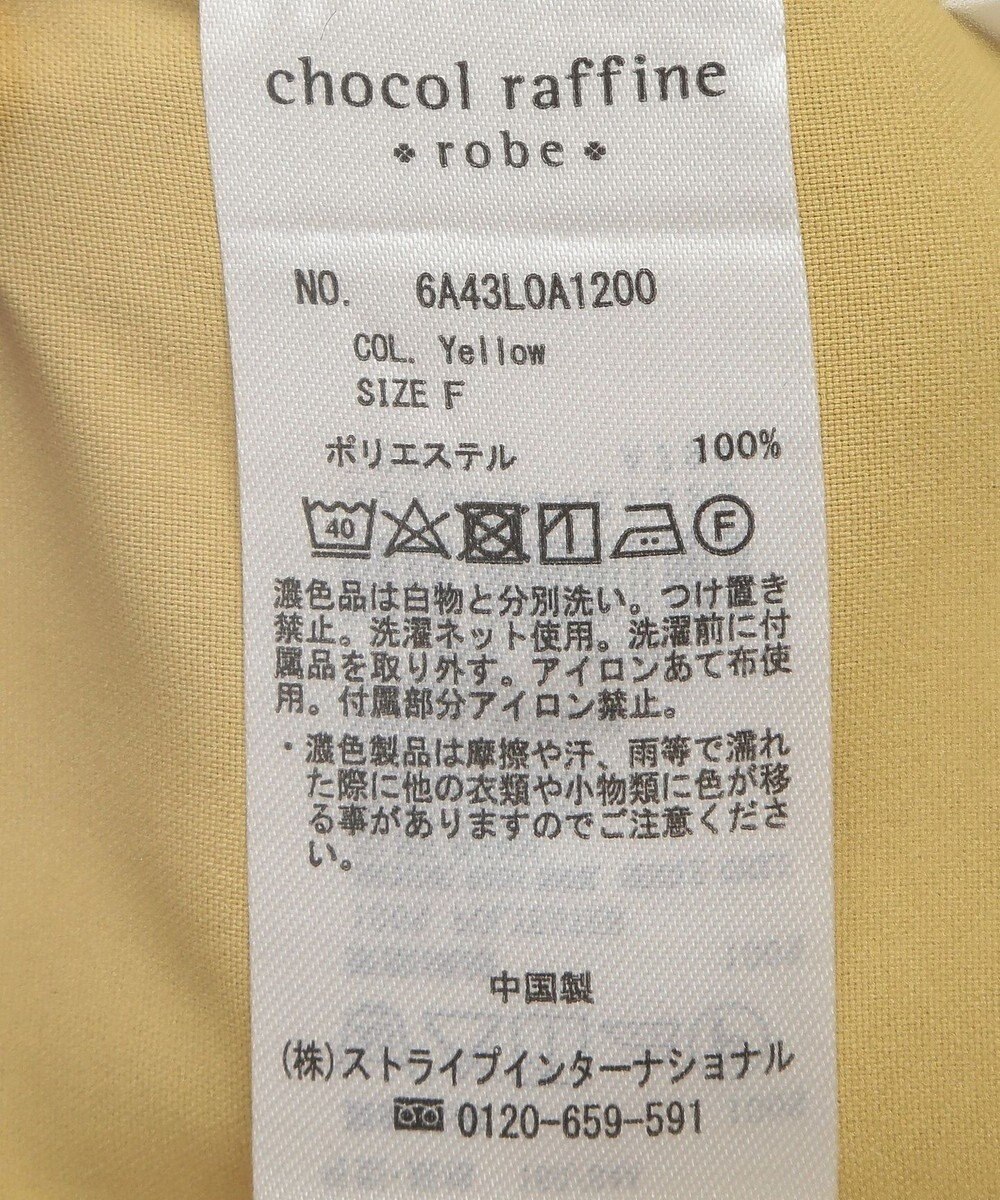 chocol raffine
robe
NO. 6A43L0A1200
COL. Yellow
SIZE F
ポリエステル 100%
40 F
濃色品は白物と分別洗い。つけ置き
禁止。洗濯ネット使用。洗濯前に付
属品を取り外す。アイロンあて布使
用。付属部分アイロン禁止。
・濃色製品は摩擦や汗、雨等で濡れ
た際に他の衣類や小物類に色が移
る事がありますのでご注意くださ
い。
中国製
(株)ストライプインターナショナル
0120-659-591